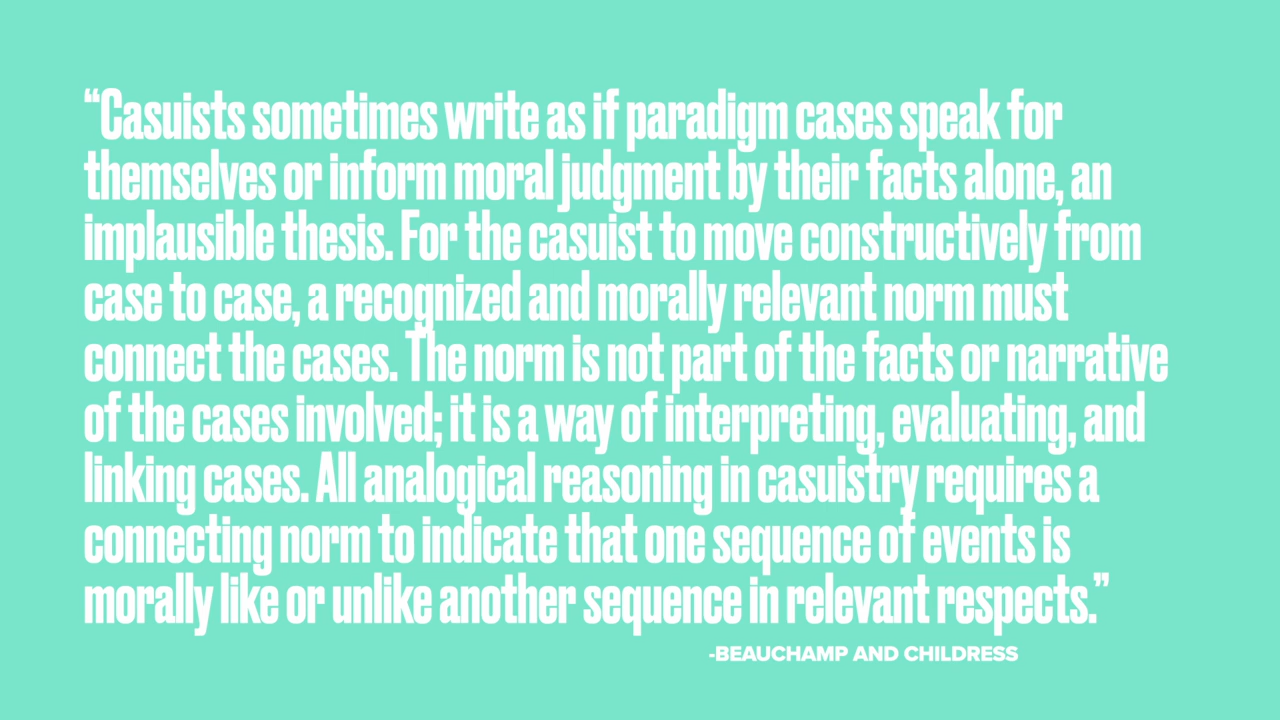 “Casuists sometimes write as if paradigm cases speak for
themselves or inform moral judgment by their facts alone, an
implausible thesis. For the casuist to move constructively from
case to case, a recognized and morally relevant norm must
connect the cases. The norm is not part of the facts or narrative
of the cases involved; it is a way of interpreting, evaluating, and
linking cases. All analogical reasoning in casuistry requires a
connecting norm to indicate that one sequence of events is
morally like or unlike another sequence in relevant respects.”
-BEAUCHAMP AND CHILDRESS